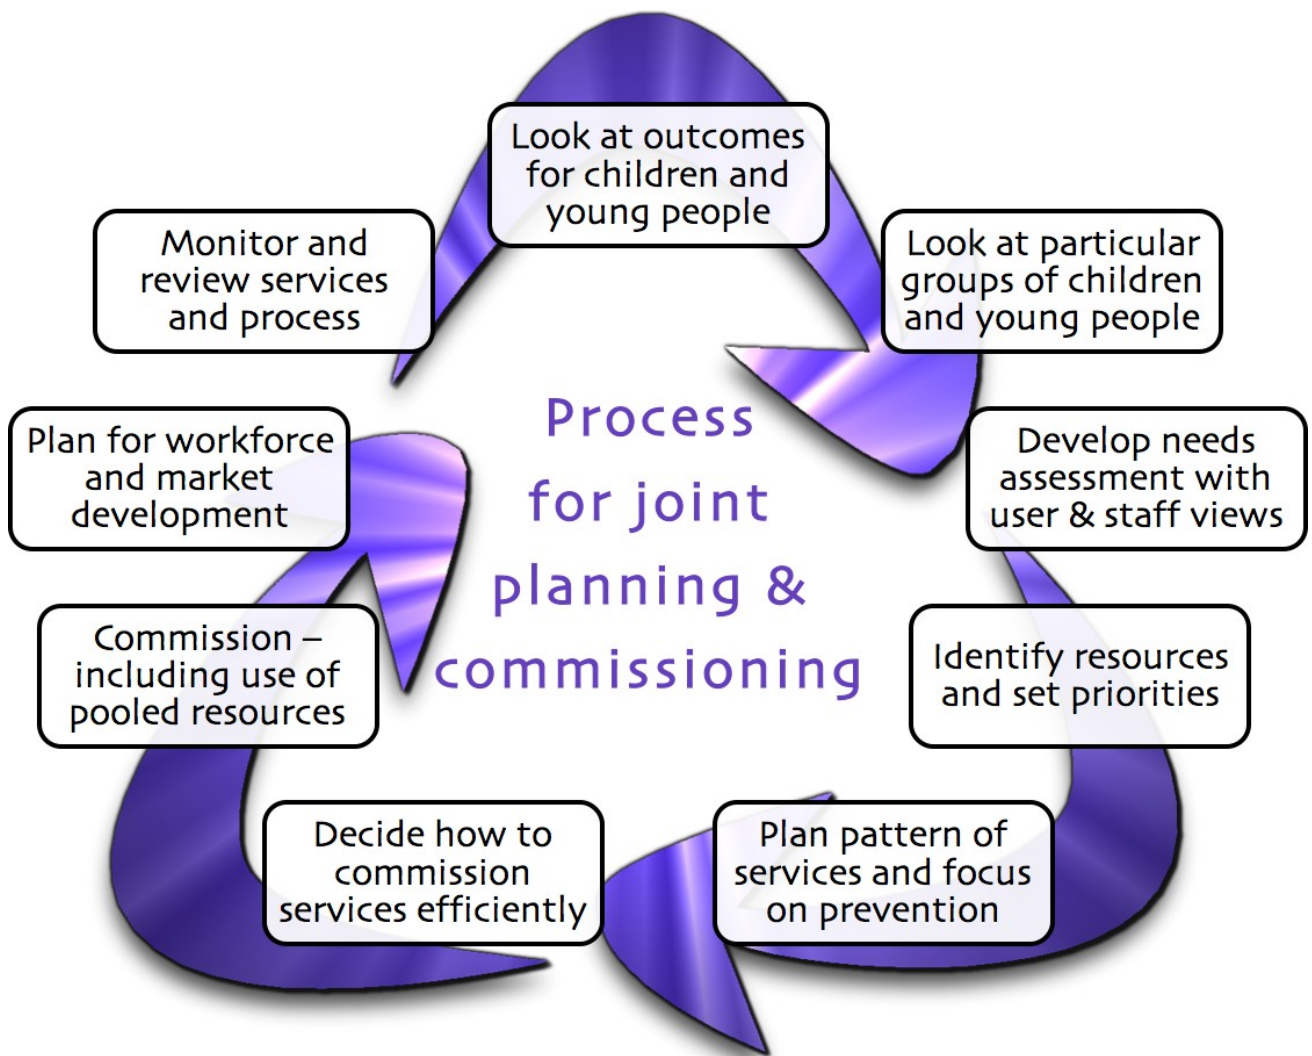 Look at outcomes
for children and
young people
Look at particular
groups of children
and young people
Develop needs
assessment with
user & staff views
Identify resources
and set priorities
Plan pattern of
services and focus
on prevention
Decide how to
commission
services efficiently
Commission –
including use of
pooled resources
Plan for workforce
and market
development
Monitor and
review services
and process
Process
for joint
planning &
commissioning